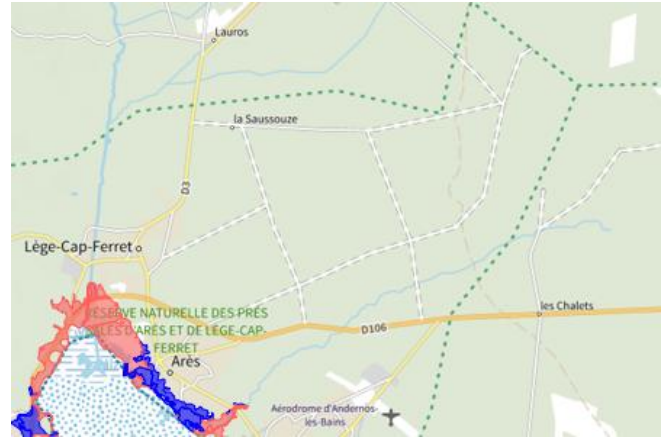 Lauros
la Saussouze
D3
Lège-Cap-Ferret
les Chalets
RÉSERVE NATURELLE DES PRÉS
SALÉS D'ARÈS ET DE LÈGE-CAP-
FERRET
D106
Arès
Aérodrome d'Andernos-
les-Bains